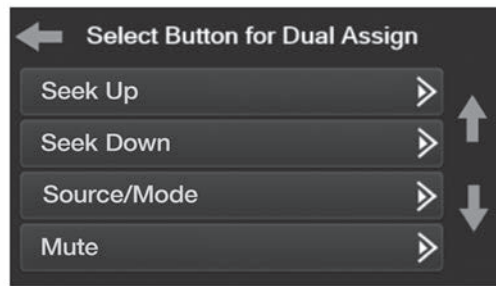 Select Button for Dual Assign
Seek Up
Seek Down
Source/Mode
Mute